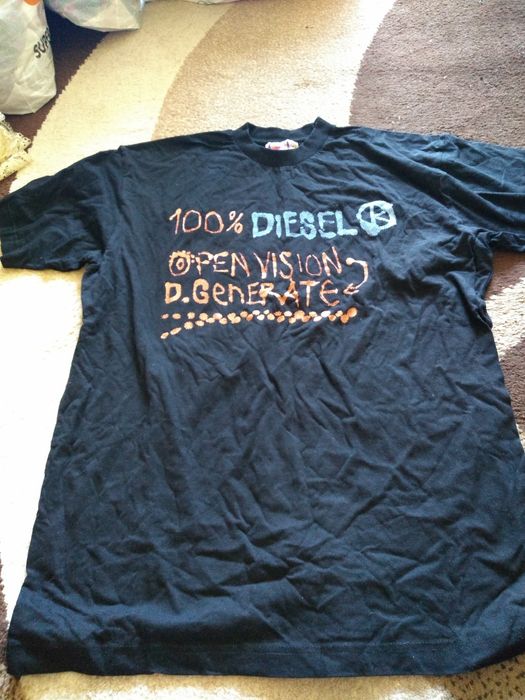 100% DIESEL K
OPEN VISION
D.GENERATE